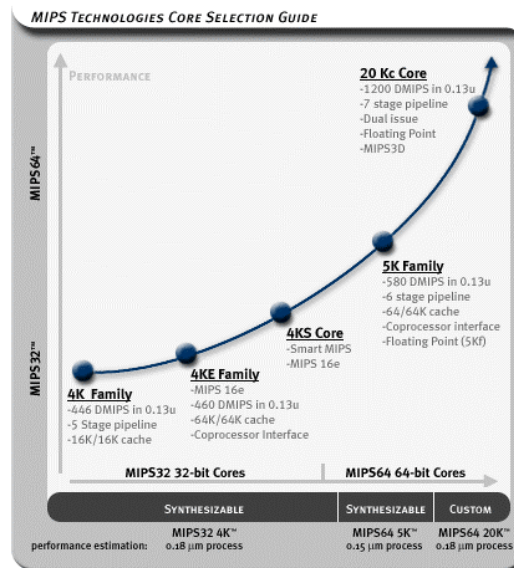 MIPS Technologies Core Selection Guide
Performance
20 Kc Core
-1200 DMIPS in 0.13u
-7 stage pipeline
-Dual issue
-Floating Point
-MIPS3D
MIPS64™
5K Family
-580 DMIPS in 0.13u
-6 stage pipeline
-64/64K cache
-Coprocessor interface
-Floating Point (5Kf)
4KS Core
-Smart MIPS
-MIPS 16e
MIPS32™
4KE Family
-MIPS 16e
-460 DMIPS in 0.13u
-64K/64K cache
-Coprocessor Interface
4K Family
-446 DMIPS in 0.13u
-5 Stage pipeline
-16K/16K cache
MIPS32 32-bit Cores
MIPS64 64-bit Cores
Synthesizable
Synthesizable
Custom
performance estimation:
MIPS32 4K™
0.18 µm process
MIPS64 5K™
0.15 µm process
MIPS64 20K™
0.18 µm process